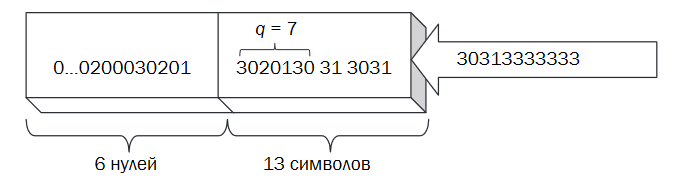 q = 7
0...0200030201
3020130 31 3031
30313333333
6 нулей
13 символов